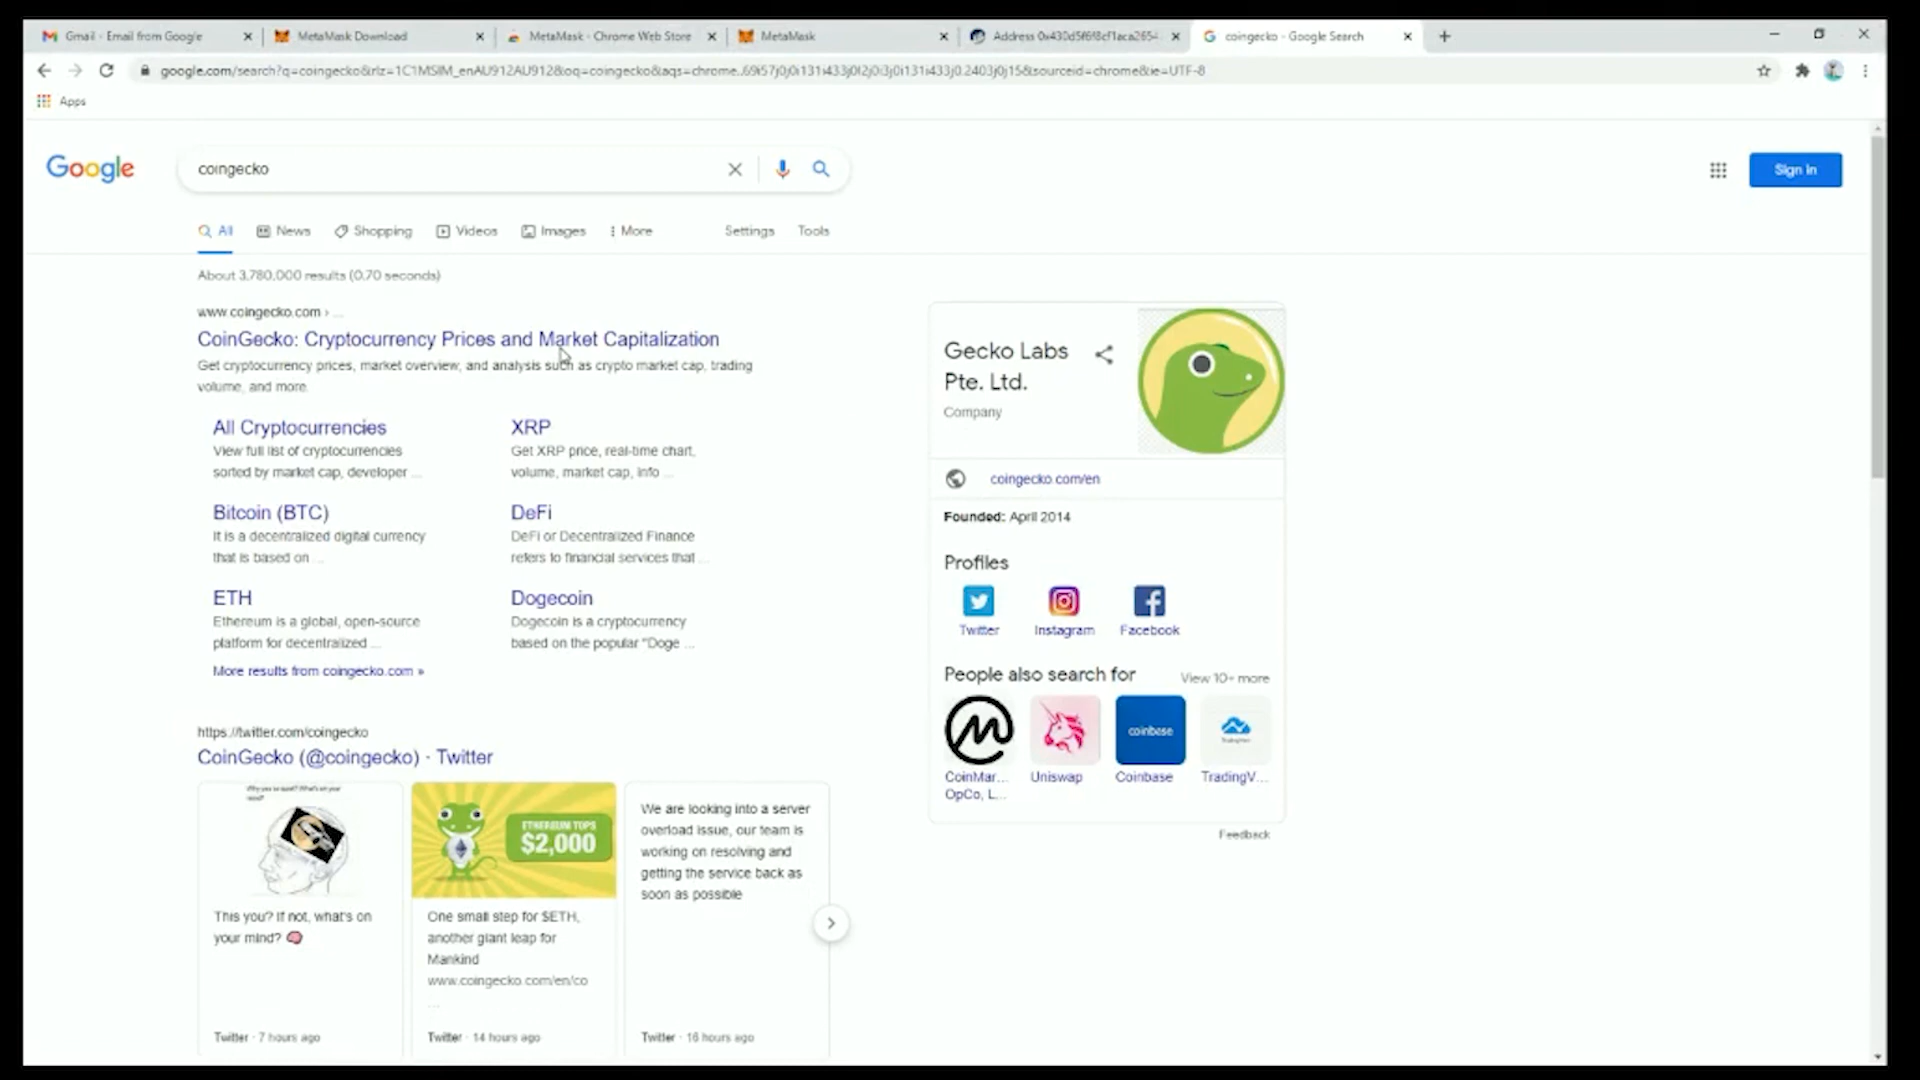 Gmail - Email from Google
MetaMask Download
MetaMask - Chrome Web Store
MetaMask
coingecko - Google Search
Apps
Google
coingecko
Sign in
All
News
Shopping
Videos
Images
More
Settings
Tools
About 3,780,000 results (0.70 seconds)
www.coingecko.com › ...
CoinGecko: Cryptocurrency Prices and Market Capitalization
Get cryptocurrency prices, market overview, and analysis such as crypto market cap, trading
volume, and more.
All Cryptocurrencies
View full list of cryptocurrencies
sorted by market cap, developer ...
XRP
Get XRP price, real-time chart,
volume, market cap, info ...
Bitcoin (BTC)
It is a decentralized digital currency
that is based on ...
DeFi
DeFi or Decentralized Finance
refers to financial services that ...
ETH
Ethereum is a global, open-source
platform for decentralized ...
Dogecoin
Dogecoin is a cryptocurrency
based on the popular "Doge ...
More results from coingecko.com »
https://twitter.com/coingecko
CoinGecko (@coingecko) · Twitter
This you? If not, what's on
your mind?
Twitter · 7 hours ago
ETHEREUM TOPS
$2,000
One small step for $ETH,
another giant leap for
Mankind
www.coingecko.com/en/co
...
Twitter · 14 hours ago
We are looking into a server
overload issue, our team is
working on resolving and
getting the service back as
soon as possible
Twitter · 16 hours ago
Gecko Labs
Pte. Ltd.
Company
coingecko.com/en
Founded: April 2014
Profiles
Twitter
Instagram
Facebook
People also search for
View 10+ more
coinbase
CoinMar...
OpCo, L...
Uniswap
Coinbase
TradingV...
Feedback